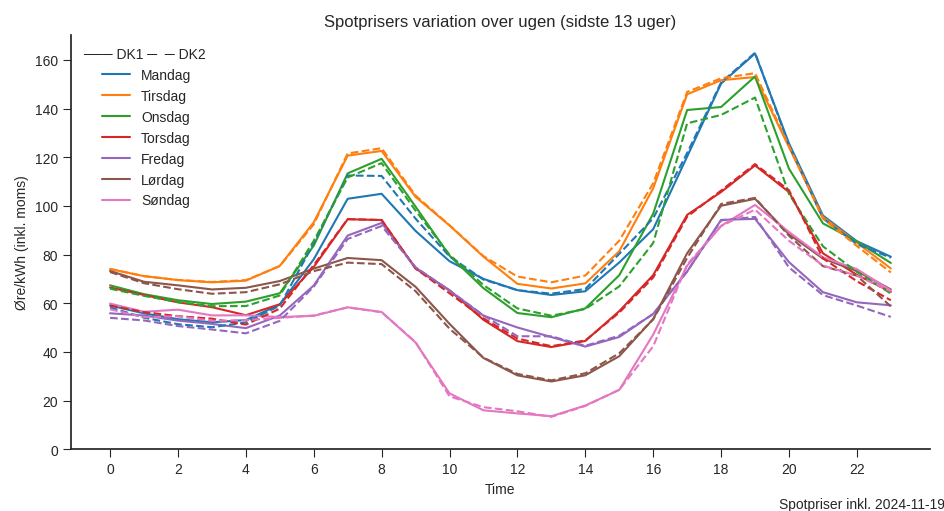 Spotprisers variation over ugen (sidste 13 uger)
DK1 DK2
Mandag
Tirsdag
Onsdag
Torsdag
Fredag
Lørdag
Søndag
Øre/kWh (inkl. moms)
160
140
120
100
80
60
40
20
0
0 2 4 6 8 10 12 14 16 18 20 22
Time
Spotpriser inkl. 2024-11-19